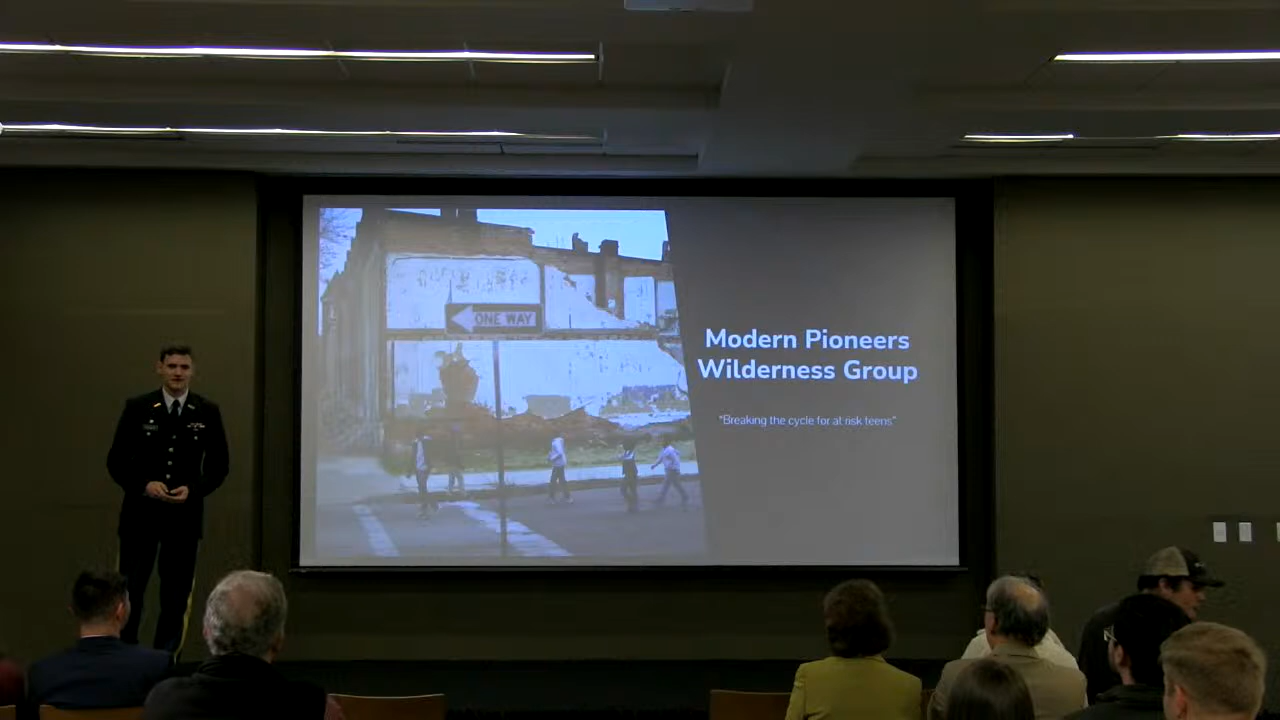 ONE WAY
Modern Pioneers
Wilderness Group
"Breaking the cycle for at risk teens"